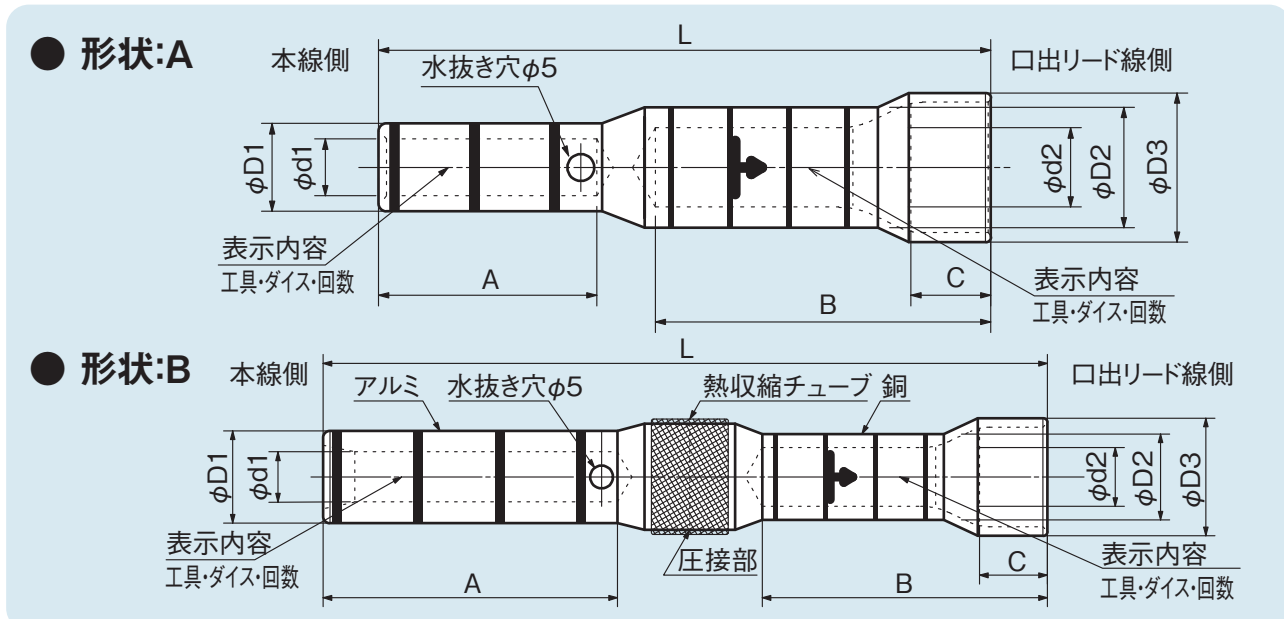 ● 形状:A
L
本線側
水抜き穴φ5
口出リード線側
φD1
φd1
φd2
φD2
φD3
表示内容
工具・ダイス・回数
A
B
C
表示内容
工具・ダイス・回数
● 形状:B
L
本線側
アルミ
水抜き穴φ5
熱収縮チューブ
銅
口出リード線側
φD1
φd1
φd2
φD2
φD3
表示内容
工具・ダイス・回数
圧接部
表示内容
工具・ダイス・回数
A
B
C